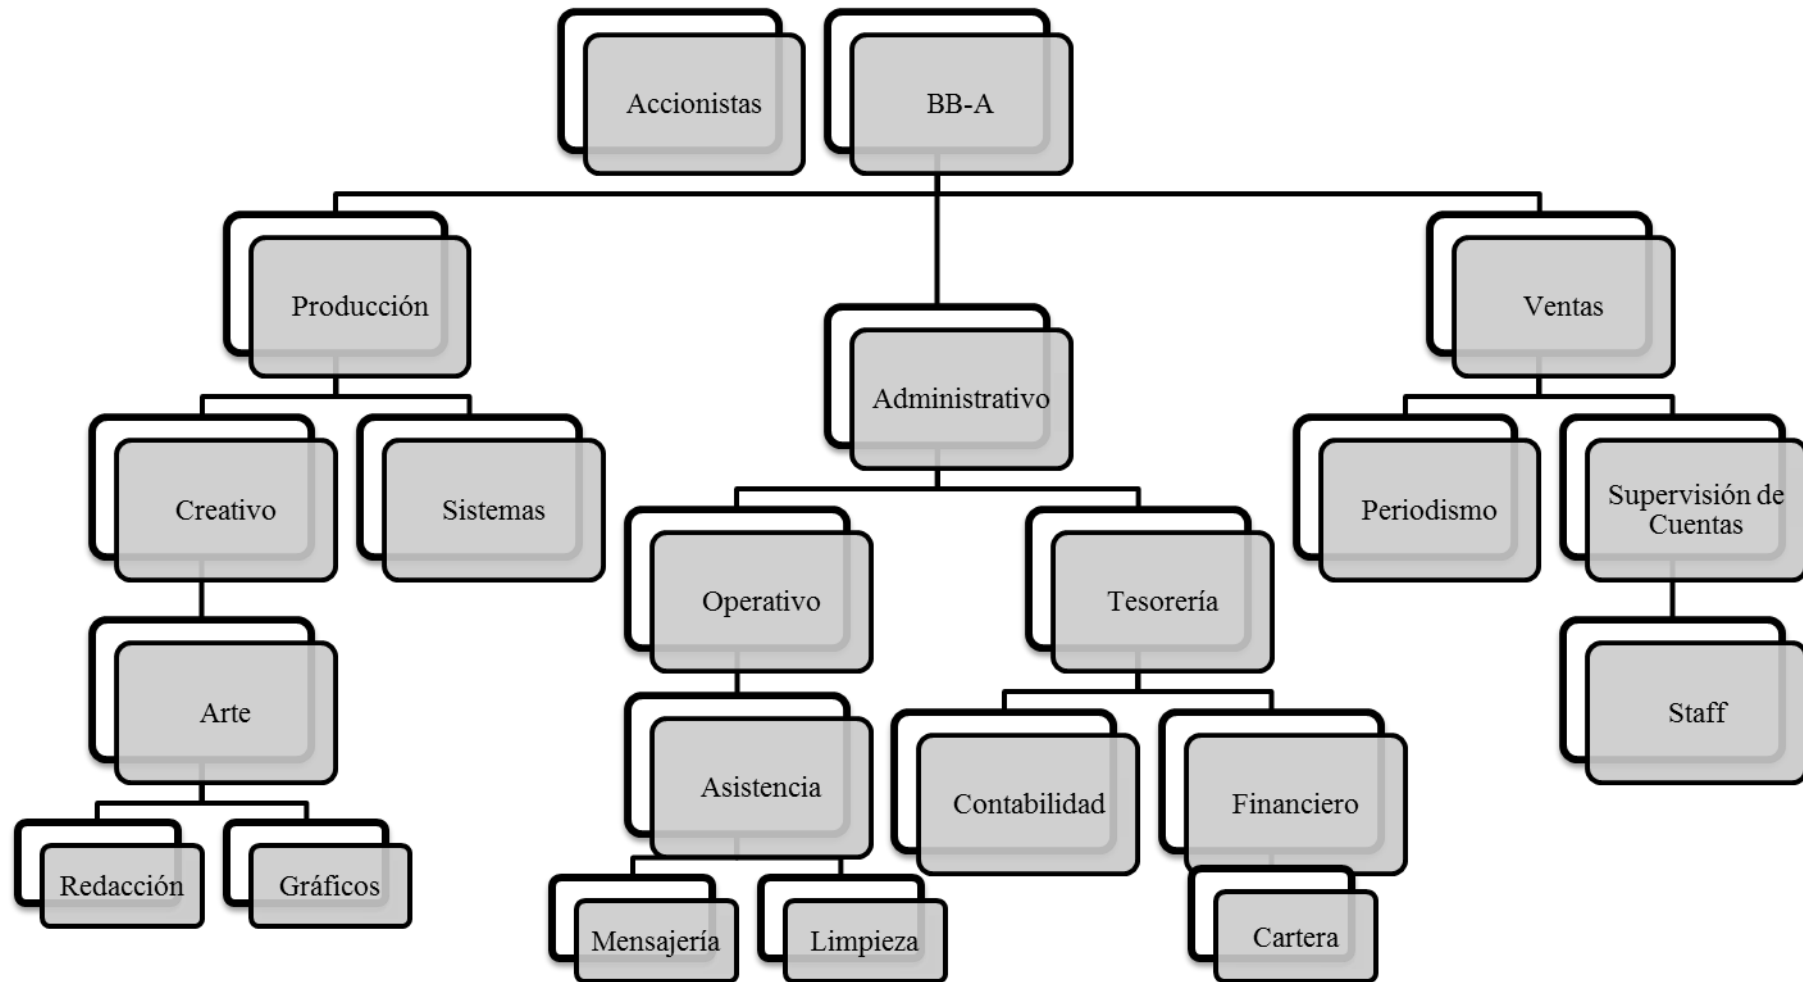 Accionistas
BB-A
Producción
Ventas
Administrativo
Creativo
Sistemas
Periodismo
Supervisión de
Cuentas
Operativo
Tesorería
Arte
Staff
Asistencia
Contabilidad
Financiero
Redacción
Gráficos
Mensajería
Limpieza
Cartera